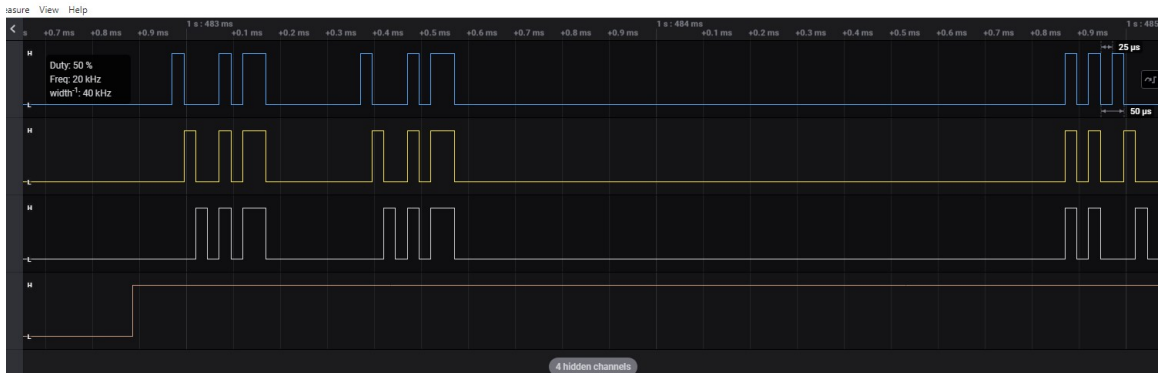 easure View Help
1 s : 483 ms 1 s : 484 ms 1 s : 485
s +0.7 ms +0.8 ms +0.9 ms +0.1 ms +0.2 ms +0.3 ms +0.4 ms +0.5 ms +0.6 ms +0.7 ms +0.8 ms +0.9 ms +0.1 ms +0.2 ms +0.3 ms +0.4 ms +0.5 ms +0.6 ms +0.7 ms +0.8 ms +0.9 ms
H
25 µs
Duty: 50 %
Freq: 20 kHz
width-1: 40 kHz
L
50 µs
H
L
H
L
H
L
4 hidden channels